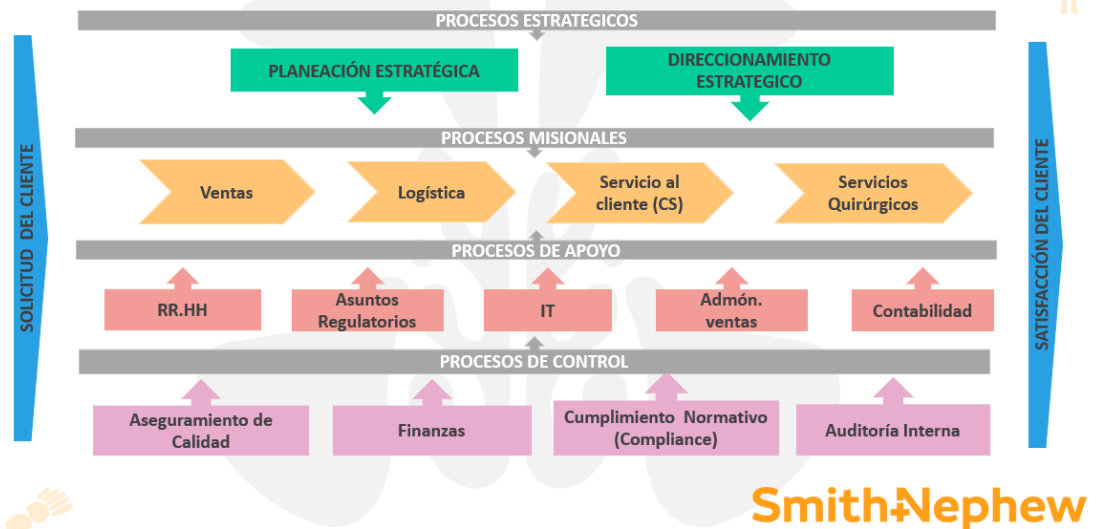 PROCESOS ESTRATEGICOS
PLANEACIÓN ESTRATÉGICA
DIRECCIONAMIENTO
ESTRATEGICO
PROCESOS MISIONALES
SOLICITUD DEL CLIENTE
Ventas
Logística
Servicio al
cliente (CS)
Servicios
Quirúrgicos
SATISFACCIÓN DEL CLIENTE
PROCESOS DE APOYO
RR.HH
Asuntos
Regulatorios
IT
Admón.
ventas
Contabilidad
PROCESOS DE CONTROL
Aseguramiento de
Calidad
Finanzas
Cumplimiento Normativo
(Compliance)
Auditoría Interna
Smith+Nephew